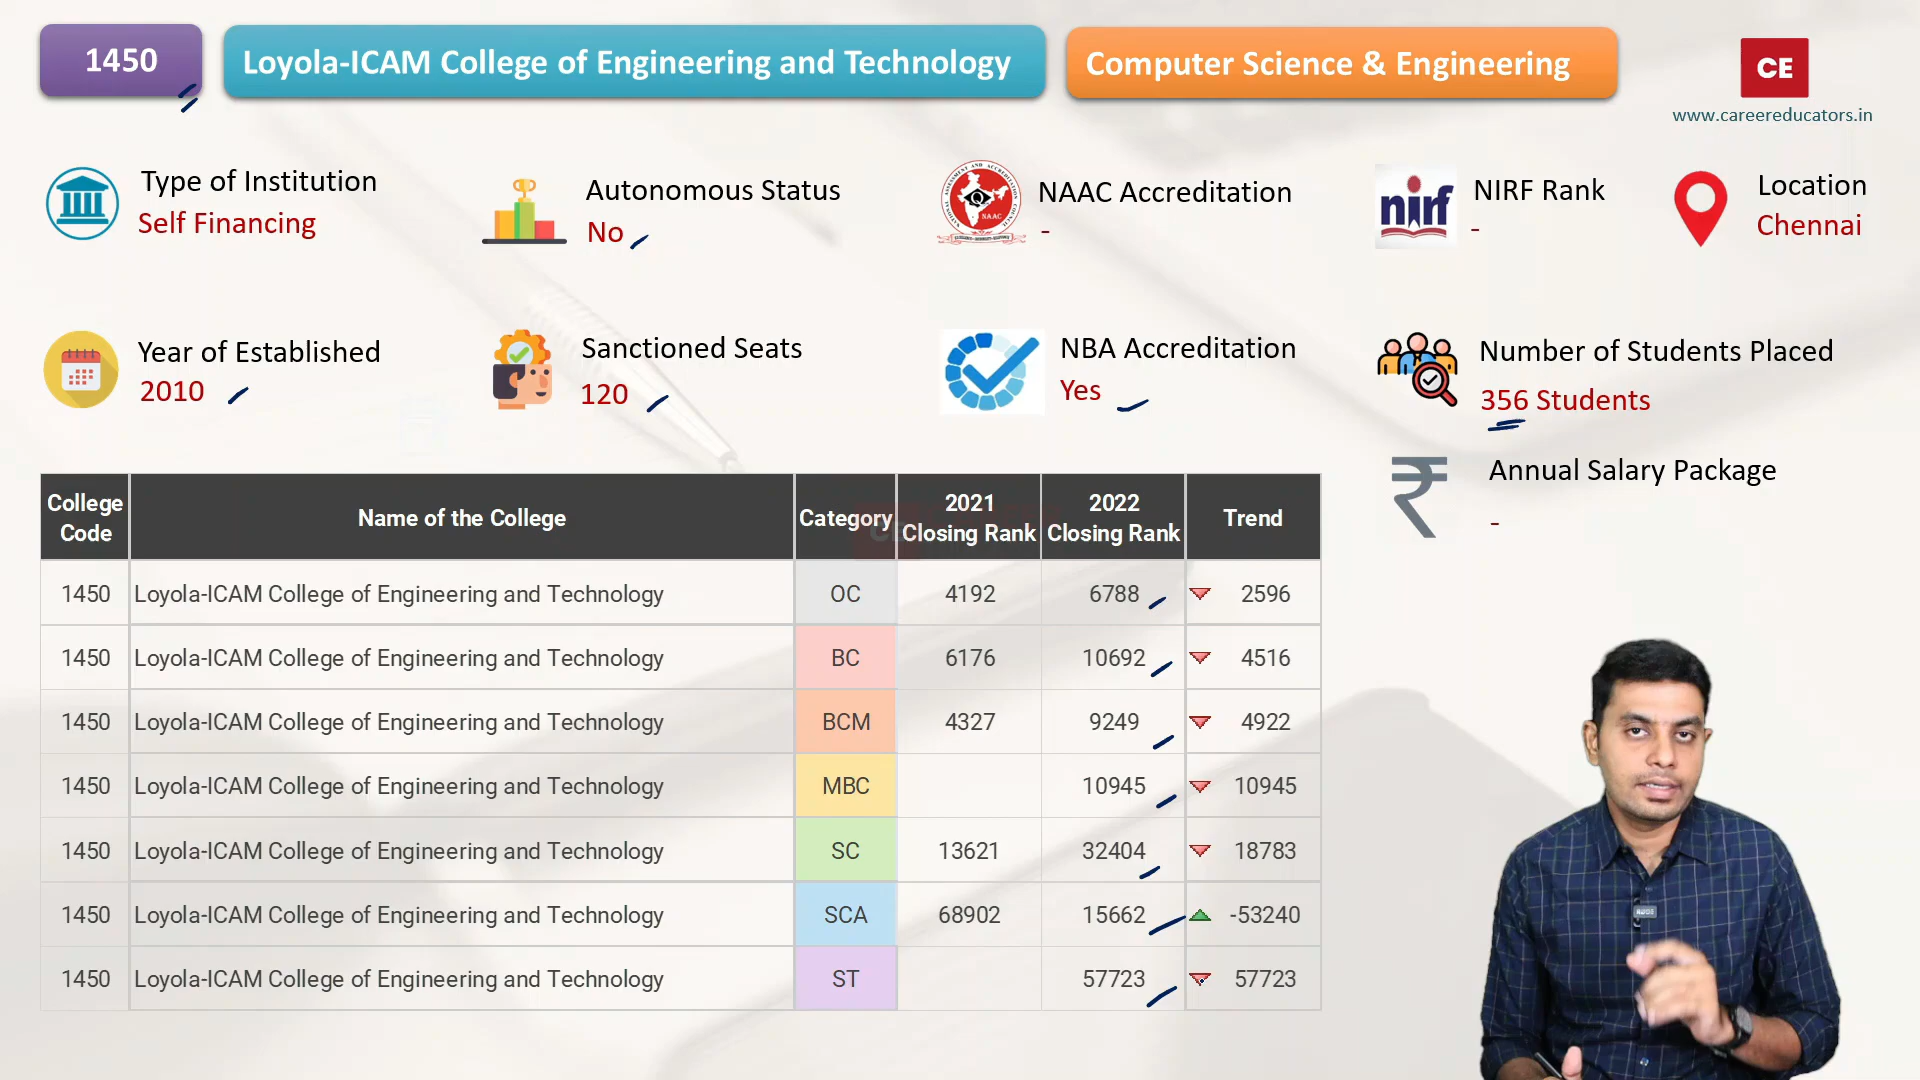 1450
Loyola-ICAM College of Engineering and Technology
Computer Science & Engineering
CE
www.careereducators.in
Type of Institution
Self Financing
Autonomous Status
No
NAAC
NAAC Accreditation
-
nirf
NIRF Rank
-
Location
Chennai
Year of Established
2010
Sanctioned Seats
120
NBA Accreditation
Yes
Number of Students Placed
356 Students
Annual Salary Package
-
College Code Name of the College Category 2021 Closing Rank 2022 Closing Rank Trend
1450 Loyola-ICAM College of Engineering and Technology OC 4192 6788 2596
1450 Loyola-ICAM College of Engineering and Technology BC 6176 10692 4516
1450 Loyola-ICAM College of Engineering and Technology BCM 4327 9249 4922
1450 Loyola-ICAM College of Engineering and Technology MBC 10945 10945
1450 Loyola-ICAM College of Engineering and Technology SC 13621 32404 18783
1450 Loyola-ICAM College of Engineering and Technology SCA 68902 15662 -53240
1450 Loyola-ICAM College of Engineering and Technology ST 57723 57723